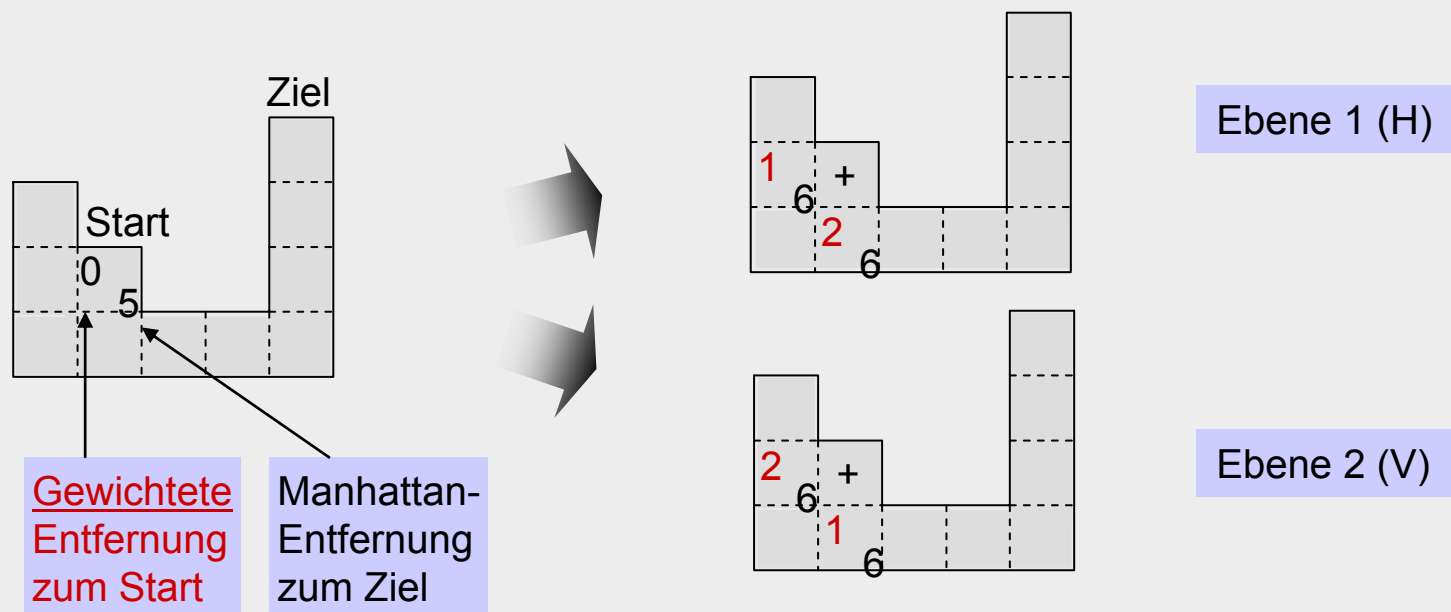 Ziel
Start
0
5
Gewichtete
Entfernung
zum Start
Manhattan-
Entfernung
zum Ziel
1
6
+
2
6
Ebene 1 (H)
2
6
+
1
6
Ebene 2 (V)